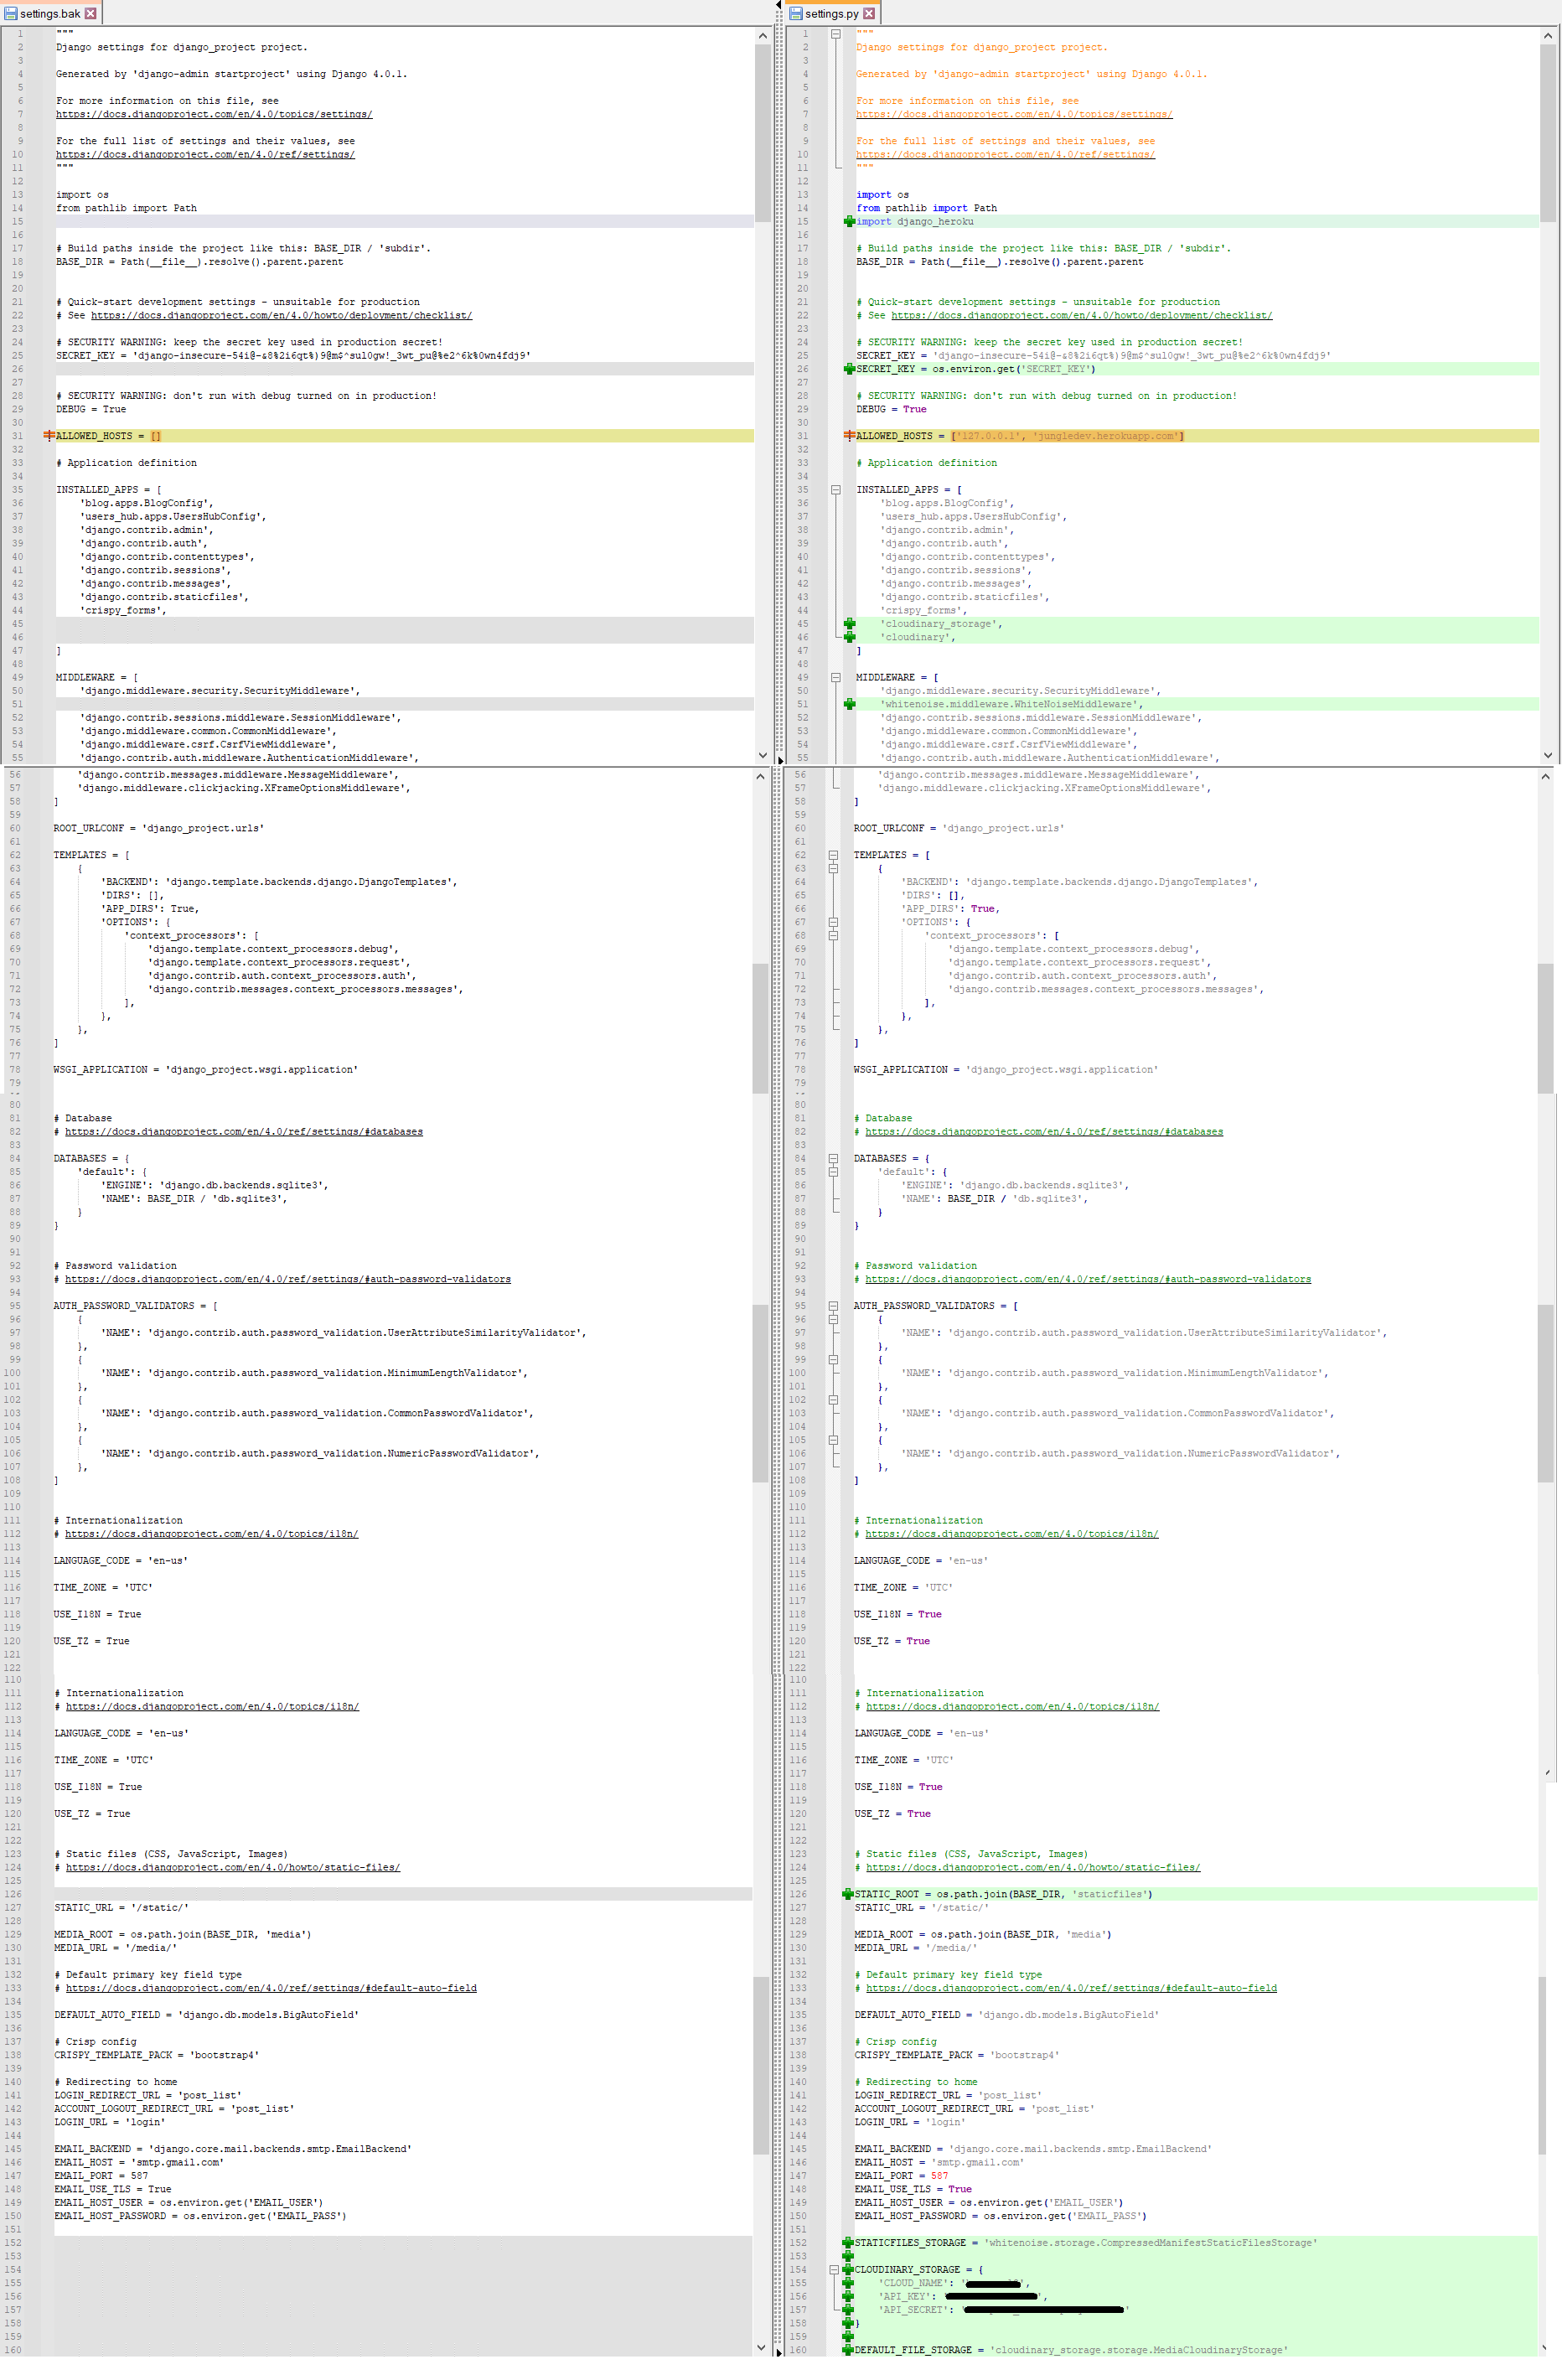 settings.bak
1 """
2 Django settings for django_project project.
3
4 Generated by 'django-admin startproject' using Django 4.0.1.
5
6 For more information on this file, see
7 https://docs.djangoproject.com/en/4.0/topics/settings/
8
9 For the full list of settings and their values, see
10 https://docs.djangoproject.com/en/4.0/ref/settings/
11 """
12
13 import os
14 from pathlib import Path
15
16
17 # Build paths inside the project like this: BASE_DIR / 'subdir'.
18 BASE_DIR = Path(__file__).resolve().parent.parent
19
20
21 # Quick-start development settings - unsuitable for production
22 # See https://docs.djangoproject.com/en/4.0/howto/deployment/checklist/
23
24 # SECURITY WARNING: keep the secret key used in production secret!
25 SECRET_KEY = 'django-insecure-54i@-&8%2i6qt%)9@m$^sul0gw!_3wt_pu@%e2^6k%0wn4fdj9'
26
27
28 # SECURITY WARNING: don't run with debug turned on in production!
29 DEBUG = True
30
31 ALLOWED_HOSTS = []
32
33 # Application definition
34
35 INSTALLED_APPS = [
36 'blog.apps.BlogConfig',
37 'users_hub.apps.UsersHubConfig',
38 'django.contrib.admin',
39 'django.contrib.auth',
40 'django.contrib.contenttypes',
41 'django.contrib.sessions',
42 'django.contrib.messages',
43 'django.contrib.staticfiles',
44 'crispy_forms',
45
46
47 ]
48
49 MIDDLEWARE = [
50 'django.middleware.security.SecurityMiddleware',
51
52 'django.contrib.sessions.middleware.SessionMiddleware',
53 'django.middleware.common.CommonMiddleware',
54 'django.middleware.csrf.CsrfViewMiddleware',
55 'django.contrib.auth.middleware.AuthenticationMiddleware',
56 'django.contrib.messages.middleware.MessageMiddleware',
57 'django.middleware.clickjacking.XFrameOptionsMiddleware',
58 ]
59
60 ROOT_URLCONF = 'django_project.urls'
61
62 TEMPLATES = [
63 {
64 'BACKEND': 'django.template.backends.django.DjangoTemplates',
65 'DIRS': [],
66 'APP_DIRS': True,
67 'OPTIONS': {
68 'context_processors': [
69 'django.template.context_processors.debug',
70 'django.template.context_processors.request',
71 'django.contrib.auth.context_processors.auth',
72 'django.contrib.messages.context_processors.messages',
73 ],
74 },
75 },
76 ]
77
78 WSGI_APPLICATION = 'django_project.wsgi.application'
79
80
81 # Database
82 # https://docs.djangoproject.com/en/4.0/ref/settings/#databases
83
84 DATABASES = {
85 'default': {
86 'ENGINE': 'django.db.backends.sqlite3',
87 'NAME': BASE_DIR / 'db.sqlite3',
88 }
89 }
90
91
92 # Password validation
93 # https://docs.djangoproject.com/en/4.0/ref/settings/#auth-password-validators
94
95 AUTH_PASSWORD_VALIDATORS = [
96 {
97 'NAME': 'django.contrib.auth.password_validation.UserAttributeSimilarityValidator',
98 },
99 {
100 'NAME': 'django.contrib.auth.password_validation.MinimumLengthValidator',
101 },
102 {
103 'NAME': 'django.contrib.auth.password_validation.CommonPasswordValidator',
104 },
105 {
106 'NAME': 'django.contrib.auth.password_validation.NumericPasswordValidator',
107 },
108 ]
109
110
111 # Internationalization
112 # https://docs.djangoproject.com/en/4.0/topics/i18n/
113
114 LANGUAGE_CODE = 'en-us'
115
116 TIME_ZONE = 'UTC'
117
118 USE_I18N = True
119
120 USE_TZ = True
121
122
110
111 # Internationalization
112 # https://docs.djangoproject.com/en/4.0/topics/i18n/
113
114 LANGUAGE_CODE = 'en-us'
115
116 TIME_ZONE = 'UTC'
117
118 USE_I18N = True
119
120 USE_TZ = True
121
122
123 # Static files (CSS, JavaScript, Images)
124 # https://docs.djangoproject.com/en/4.0/howto/static-files/
125
126
127 STATIC_URL = '/static/'
128
129 MEDIA_ROOT = os.path.join(BASE_DIR, 'media')
130 MEDIA_URL = '/media/'
131
132 # Default primary key field type
133 # https://docs.djangoproject.com/en/4.0/ref/settings/#default-auto-field
134
135 DEFAULT_AUTO_FIELD = 'django.db.models.BigAutoField'
136
137 # Crisp config
138 CRISPY_TEMPLATE_PACK = 'bootstrap4'
139
140 # Redirecting to home
141 LOGIN_REDIRECT_URL = 'post_list'
142 ACCOUNT_LOGOUT_REDIRECT_URL = 'post_list'
143 LOGIN_URL = 'login'
144
145 EMAIL_BACKEND = 'django.core.mail.backends.smtp.EmailBackend'
146 EMAIL_HOST = 'smtp.gmail.com'
147 EMAIL_PORT = 587
148 EMAIL_USE_TLS = True
149 EMAIL_HOST_USER = os.environ.get('EMAIL_USER')
150 EMAIL_HOST_PASSWORD = os.environ.get('EMAIL_PASS')
151
152
153
154
155
156
157
158
159
160
settings.py
1 """
2 Django settings for django_project project.
3
4 Generated by 'django-admin startproject' using Django 4.0.1.
5
6 For more information on this file, see
7 https://docs.djangoproject.com/en/4.0/topics/settings/
8
9 For the full list of settings and their values, see
10 https://docs.djangoproject.com/en/4.0/ref/settings/
11 """
12
13 import os
14 from pathlib import Path
15 import django_heroku
16
17 # Build paths inside the project like this: BASE_DIR / 'subdir'.
18 BASE_DIR = Path(__file__).resolve().parent.parent
19
20
21 # Quick-start development settings - unsuitable for production
22 # See https://docs.djangoproject.com/en/4.0/howto/deployment/checklist/
23
24 # SECURITY WARNING: keep the secret key used in production secret!
25 SECRET_KEY = 'django-insecure-54i@-&8%2i6qt%)9@m$^sul0gw!_3wt_pu@%e2^6k%0wn4fdj9'
26 SECRET_KEY = os.environ.get('SECRET_KEY')
27
28 # SECURITY WARNING: don't run with debug turned on in production!
29 DEBUG = True
30
31 ALLOWED_HOSTS = ['127.0.0.1', 'jungledev.herokuapp.com']
32
33 # Application definition
34
35 INSTALLED_APPS = [
36 'blog.apps.BlogConfig',
37 'users_hub.apps.UsersHubConfig',
38 'django.contrib.admin',
39 'django.contrib.auth',
40 'django.contrib.contenttypes',
41 'django.contrib.sessions',
42 'django.contrib.messages',
43 'django.contrib.staticfiles',
44 'crispy_forms',
45 'cloudinary_storage',
46 'cloudinary',
47 ]
48
49 MIDDLEWARE = [
50 'django.middleware.security.SecurityMiddleware',
51 'whitenoise.middleware.WhiteNoiseMiddleware',
52 'django.contrib.sessions.middleware.SessionMiddleware',
53 'django.middleware.common.CommonMiddleware',
54 'django.middleware.csrf.CsrfViewMiddleware',
55 'django.contrib.auth.middleware.AuthenticationMiddleware',
56 'django.contrib.messages.middleware.MessageMiddleware',
57 'django.middleware.clickjacking.XFrameOptionsMiddleware',
58 ]
59
60 ROOT_URLCONF = 'django_project.urls'
61
62 TEMPLATES = [
63 {
64 'BACKEND': 'django.template.backends.django.DjangoTemplates',
65 'DIRS': [],
66 'APP_DIRS': True,
67 'OPTIONS': {
68 'context_processors': [
69 'django.template.context_processors.debug',
70 'django.template.context_processors.request',
71 'django.contrib.auth.context_processors.auth',
72 'django.contrib.messages.context_processors.messages',
73 ],
74 },
75 },
76 ]
77
78 WSGI_APPLICATION = 'django_project.wsgi.application'
79
80
81 # Database
82 # https://docs.djangoproject.com/en/4.0/ref/settings/#databases
83
84 DATABASES = {
85 'default': {
86 'ENGINE': 'django.db.backends.sqlite3',
87 'NAME': BASE_DIR / 'db.sqlite3',
88 }
89 }
90
91
92 # Password validation
93 # https://docs.djangoproject.com/en/4.0/ref/settings/#auth-password-validators
94
95 AUTH_PASSWORD_VALIDATORS = [
96 {
97 'NAME': 'django.contrib.auth.password_validation.UserAttributeSimilarityValidator',
98 },
99 {
100 'NAME': 'django.contrib.auth.password_validation.MinimumLengthValidator',
101 },
102 {
103 'NAME': 'django.contrib.auth.password_validation.CommonPasswordValidator',
104 },
105 {
106 'NAME': 'django.contrib.auth.password_validation.NumericPasswordValidator',
107 },
108 ]
109
110
111 # Internationalization
112 # https://docs.djangoproject.com/en/4.0/topics/i18n/
113
114 LANGUAGE_CODE = 'en-us'
115
116 TIME_ZONE = 'UTC'
117
118 USE_I18N = True
119
120 USE_TZ = True
121
122
110
111 # Internationalization
112 # https://docs.djangoproject.com/en/4.0/topics/i18n/
113
114 LANGUAGE_CODE = 'en-us'
115
116 TIME_ZONE = 'UTC'
117
118 USE_I18N = True
119
120 USE_TZ = True
121
122
123 # Static files (CSS, JavaScript, Images)
124 # https://docs.djangoproject.com/en/4.0/howto/static-files/
125
126 STATIC_ROOT = os.path.join(BASE_DIR, 'staticfiles')
127 STATIC_URL = '/static/'
128
129 MEDIA_ROOT = os.path.join(BASE_DIR, 'media')
130 MEDIA_URL = '/media/'
131
132 # Default primary key field type
133 # https://docs.djangoproject.com/en/4.0/ref/settings/#default-auto-field
134
135 DEFAULT_AUTO_FIELD = 'django.db.models.BigAutoField'
136
137 # Crisp config
138 CRISPY_TEMPLATE_PACK = 'bootstrap4'
139
140 # Redirecting to home
141 LOGIN_REDIRECT_URL = 'post_list'
142 ACCOUNT_LOGOUT_REDIRECT_URL = 'post_list'
143 LOGIN_URL = 'login'
144
145 EMAIL_BACKEND = 'django.core.mail.backends.smtp.EmailBackend'
146 EMAIL_HOST = 'smtp.gmail.com'
147 EMAIL_PORT = 587
148 EMAIL_USE_TLS = True
149 EMAIL_HOST_USER = os.environ.get('EMAIL_USER')
150 EMAIL_HOST_PASSWORD = os.environ.get('EMAIL_PASS')
151
152 STATICFILES_STORAGE = 'whitenoise.storage.CompressedManifestStaticFilesStorage'
153
154 CLOUDINARY_STORAGE = {
155 'CLOUD_NAME': ' ',
156 'API_KEY': ' ',
157 'API_SECRET': ' '
158 }
159
160 DEFAULT_FILE_STORAGE = 'cloudinary_storage.storage.MediaCloudinaryStorage'